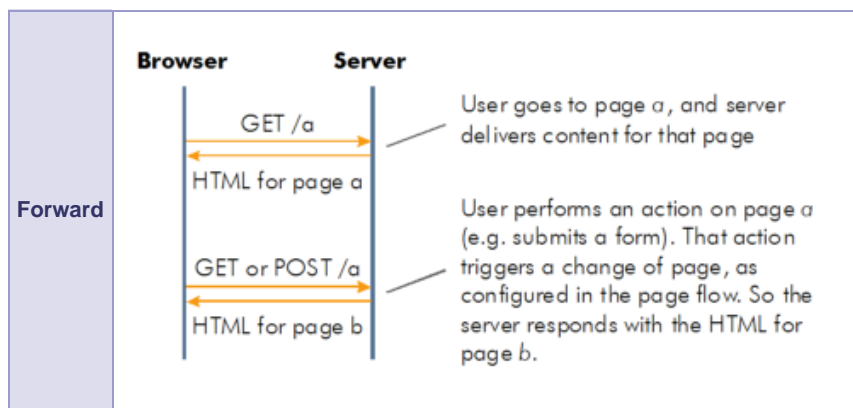 Forward
Browser
Server
GET /a
HTML for page a
User goes to page a, and server
delivers content for that page
GET or POST /a
HTML for page b
User performs an action on page a
(e.g. submits a form). That action
triggers a change of page, as
configured in the page flow. So the
server responds with the HTML for
page b.